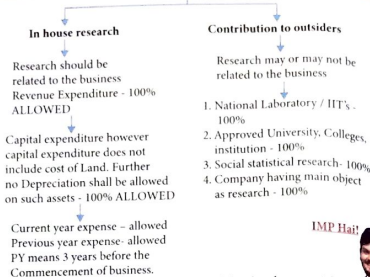 In house research
Research should be
related to the business
Revenue Expenditure - 100%
ALLOWED
Capital expenditure however
capital expenditure does not
include cost of Land. Further
no Depreciation shall be allowed
on such assets - 100% ALLOWED
Current year expense – allowed
Previous year expense- allowed
PY means 3 years before the
Commencement of business.
Contribution to outsiders
Research may or may not be
related to the business
1. National Laboratory / IIT's .
100%
2. Approved University, Colleges,
institution - 100%
3. Social statistical research- 100%
4. Company having main object
as research - 100%
IMP Hai!